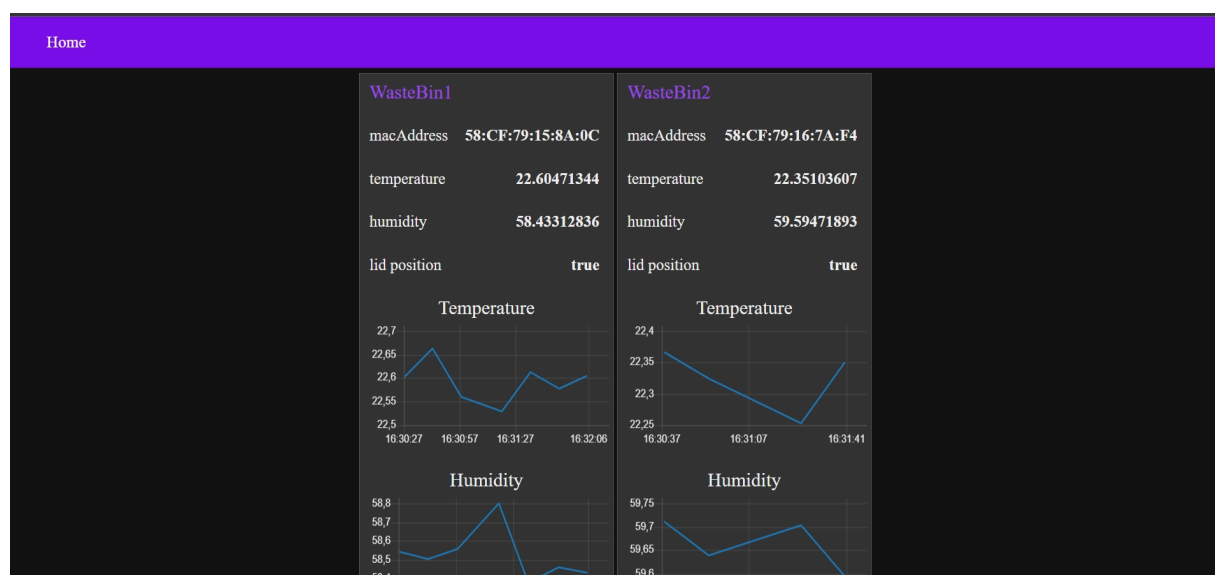 Home
WasteBin1
macAddress 58:CF:79:15:8A:0C
temperature 22.60471344
humidity 58.43312836
lid position true
Temperature
22,7
22,65
22,6
22,55
22,5
16:30:27 16:30:57 16:31:27 16:32:06
Humidity
58,8
58,7
58,6
58,5
WasteBin2
macAddress 58:CF:79:16:7A:F4
temperature 22.35103607
humidity 59.59471893
lid position true
Temperature
22,4
22,35
22,3
22,25
16:30:37 16:31:07 16:31:41
Humidity
59,75
59,7
59,65
59,6